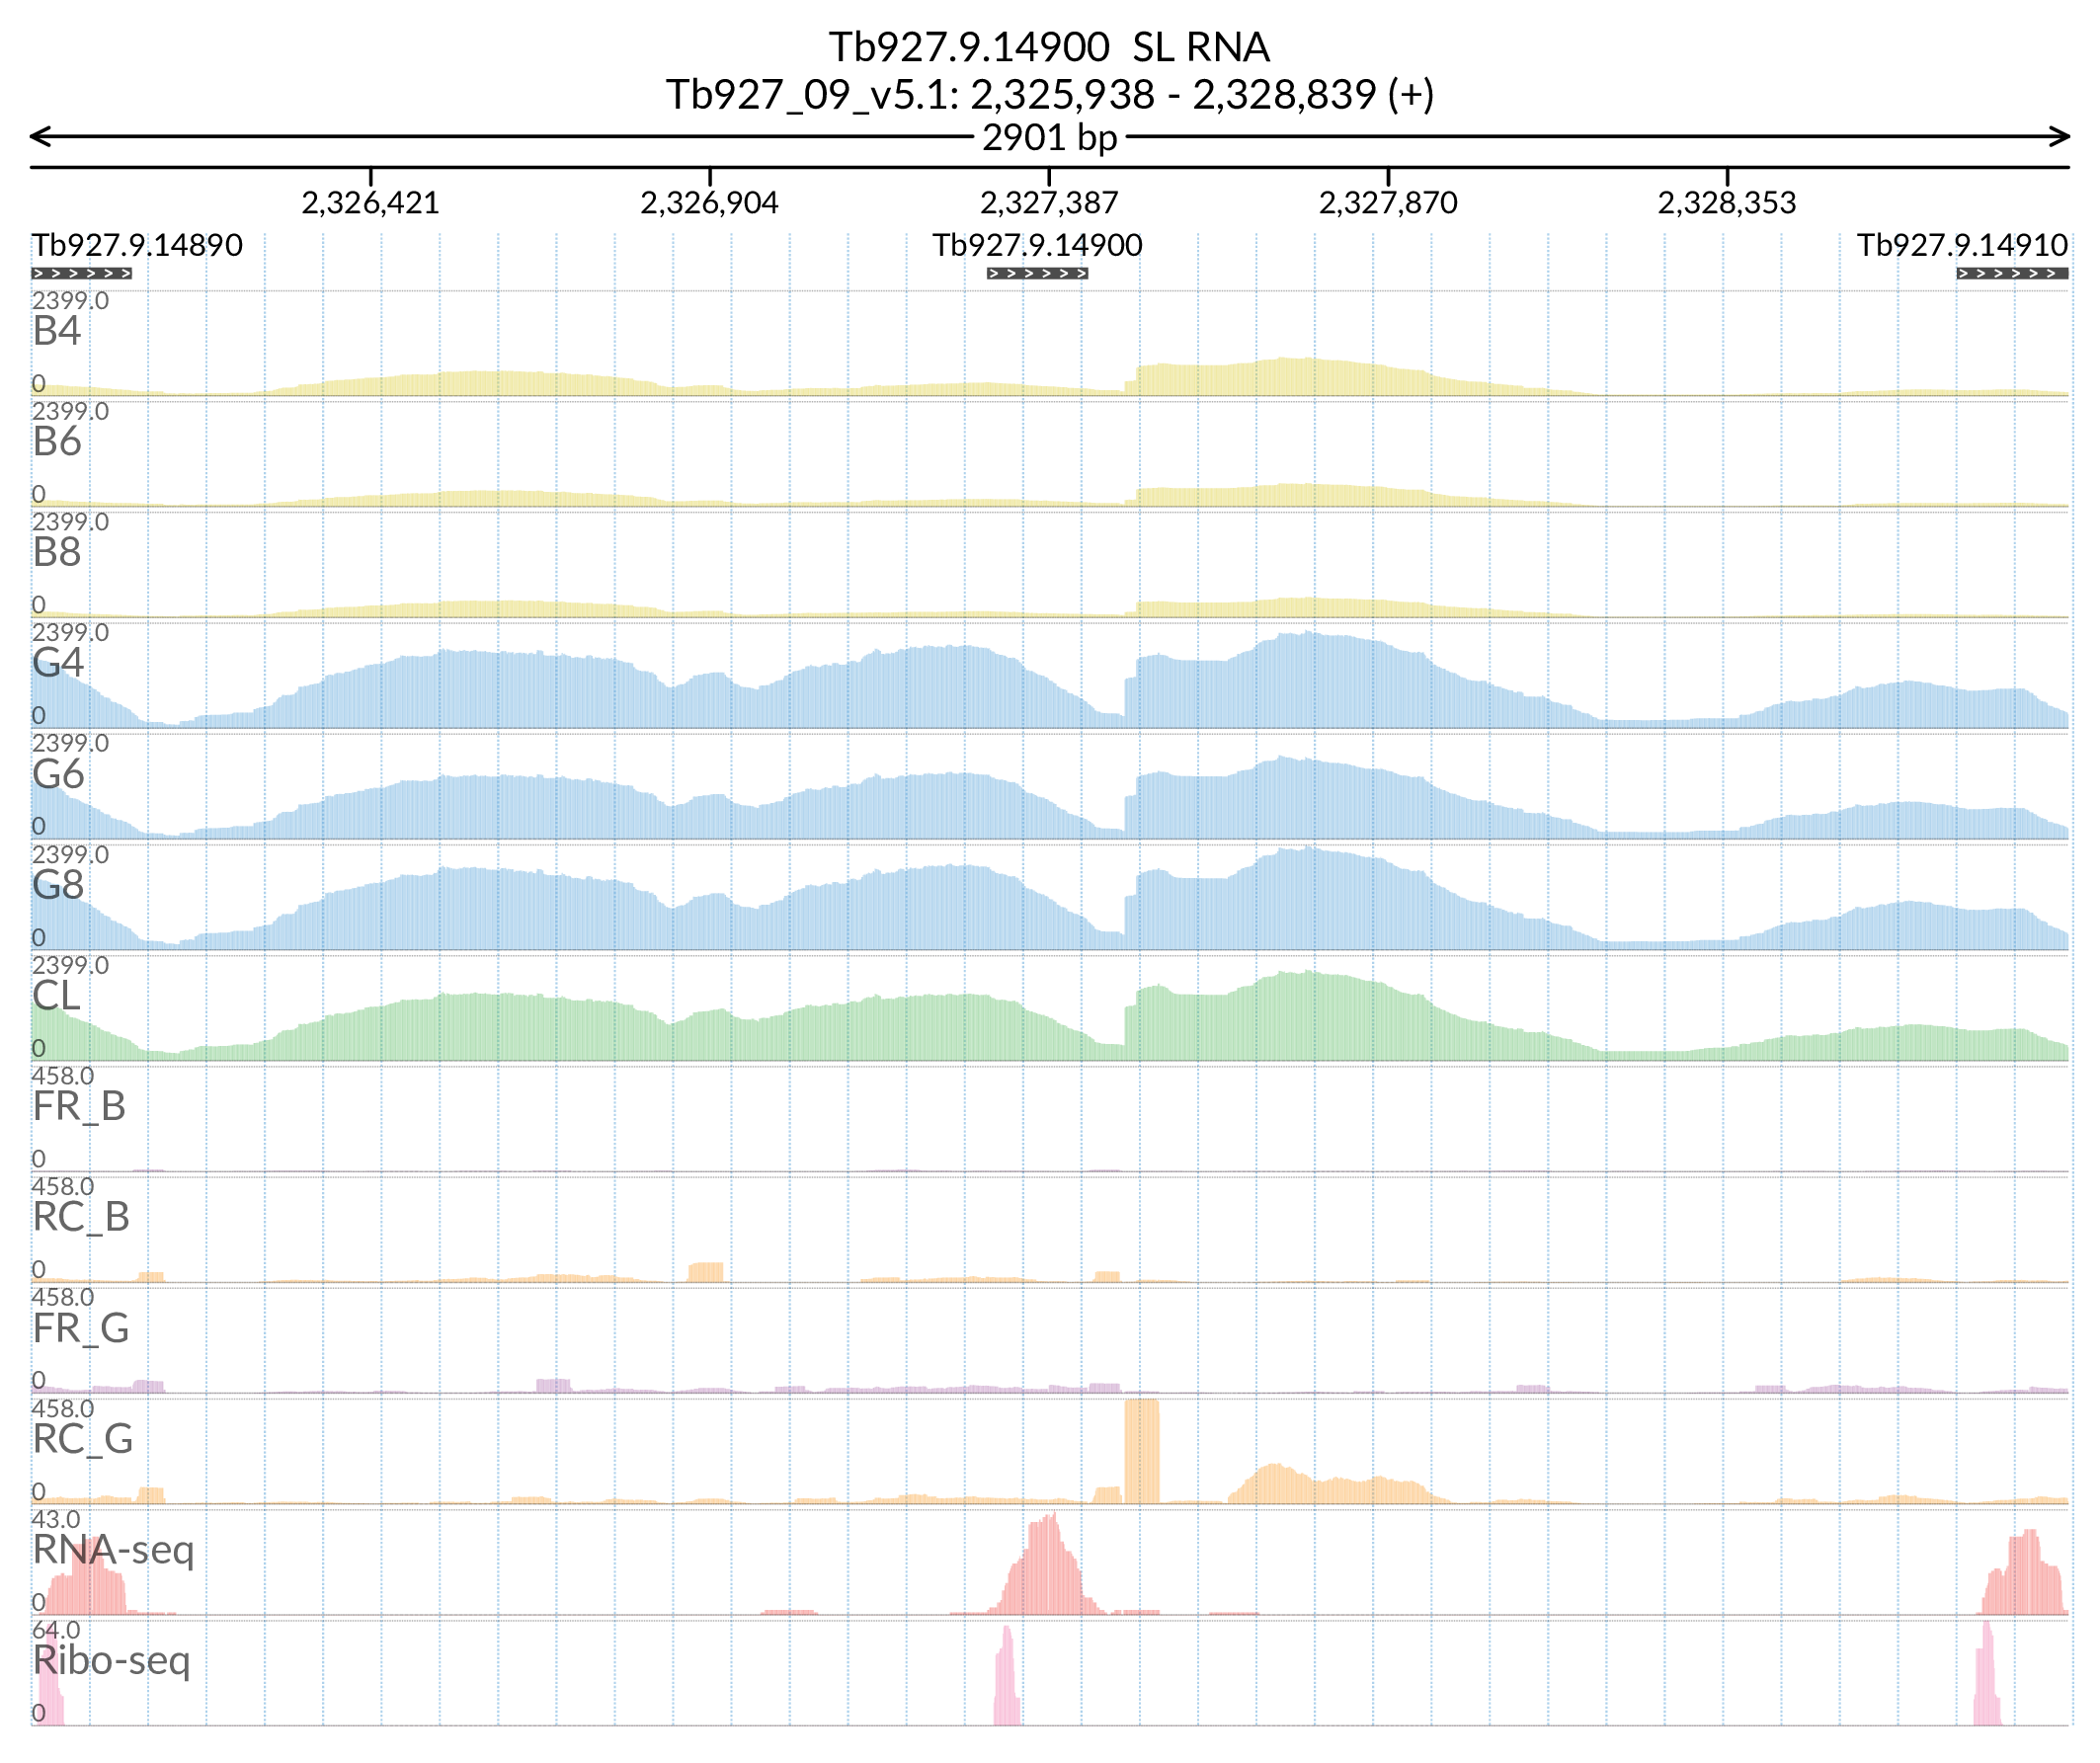 Tb927.9.14900 SL RNA
Tb927_09_v5.1: 2,325,938 - 2,328,839 (+)
2901 bp
2,326,421 2,326,904 2,327,387 2,327,870 2,328,353
Tb927.9.14890 Tb927.9.14900 Tb927.9.14910
2399.0
B4
0
2399.0
B6
0
2399.0
B8
0
2399.0
G4
0
2399.0
G6
0
2399.0
G8
0
2399.0
CL
0
458.0
FR_B
0
458.0
RC_B
0
458.0
FR_G
0
458.0
RC_G
0
43.0
RNA-seq
0
64.0
Ribo-seq
0